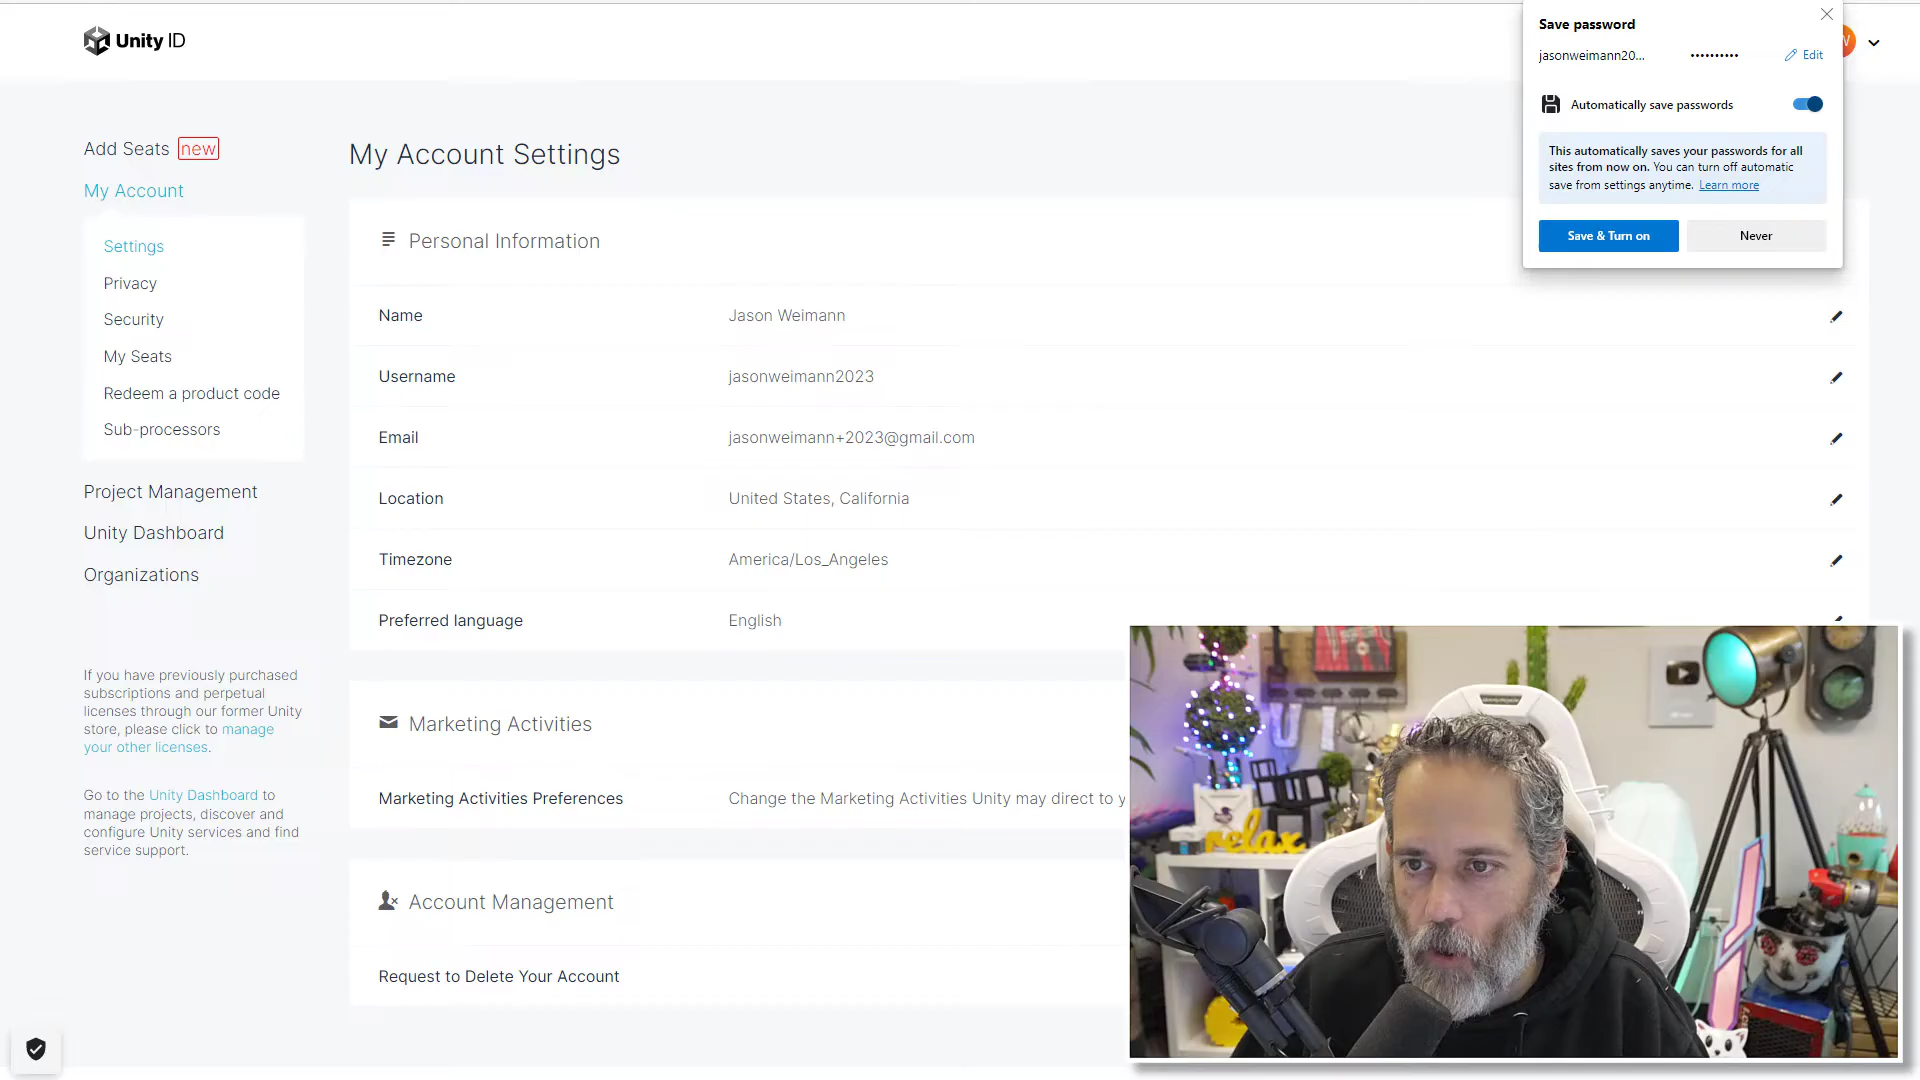 Unity ID
Save password
jasonweimann20...
••••••••••
Edit
Automatically save passwords
This automatically saves your passwords for all
sites from now on. You can turn off automatic
save from settings anytime. Learn more
Save & Turn on
Never
Add Seats new
My Account
Settings
Privacy
Security
My Seats
Redeem a product code
Sub-processors
Project Management
Unity Dashboard
Organizations
If you have previously purchased
subscriptions and perpetual
licenses through our former Unity
store, please click to manage
your other licenses.
Go to the Unity Dashboard to
manage projects, discover and
configure Unity services and find
service support.
My Account Settings
Personal Information
Name
Jason Weimann
Username
jasonweimann2023
Email
jasonweimann+2023@gmail.com
Location
United States, California
Timezone
America/Los_Angeles
Preferred language
English
Marketing Activities
Marketing Activities Preferences
Change the Marketing Activities Unity may direct to y
Account Management
Request to Delete Your Account
relax